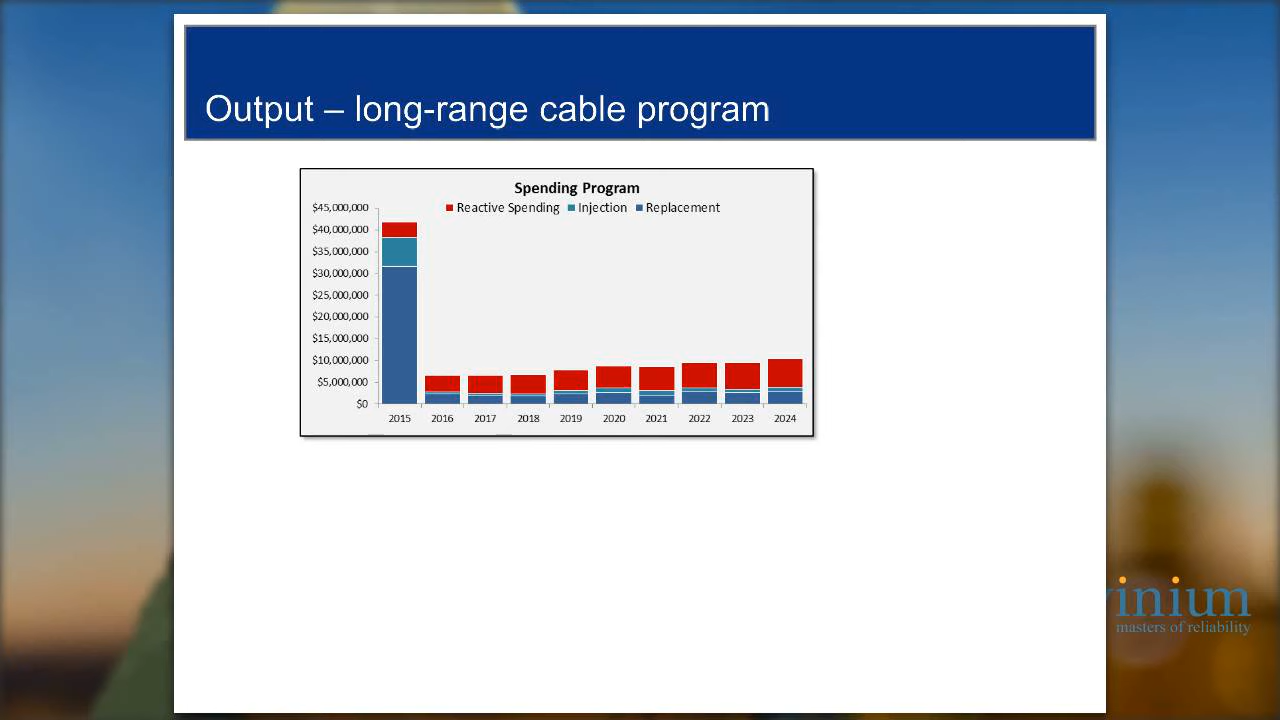 Output – long-range cable program
Spending Program
Reactive Spending Injection Replacement
$45,000,000
$40,000,000
$35,000,000
$30,000,000
$25,000,000
$20,000,000
$15,000,000
$10,000,000
$5,000,000
$0
2015 2016 2017 2018 2019 2020 2021 2022 2023 2024
inium
masters of reliability